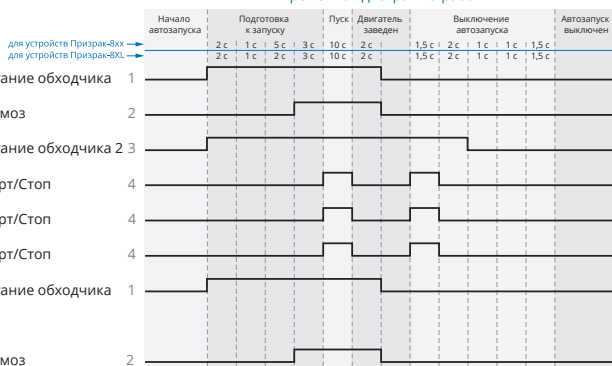 Начало автозапуска
Подготовка к запуску
Пуск
Двигатель заведен
Выключение автозапуска
Автозапуск выключен
для устройств Призрак-8xx 2 с 1 с 5 с 3 с 10 с 2 с 1,5 с 2 с 1 с 1 с 1,5 с
для устройств Призрак-8XL 2 с 1 с 2 с 3 с 10 с 2 с 1,5 с 2 с 1 с 1 с 1,5 с
ание обходчика 1
моз 2
ание обходчика 2 3
рт/Стоп 4
рт/Стоп 4
рт/Стоп 4
ание обходчика 1
моз 2